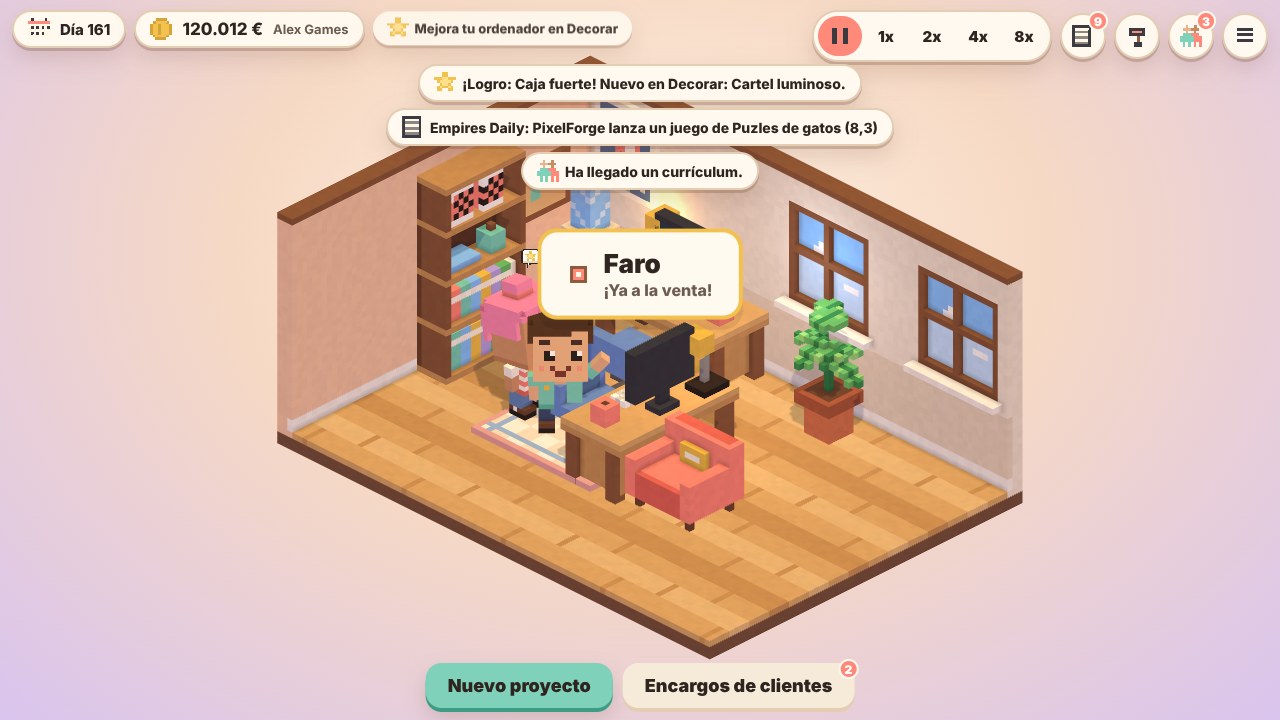 Día 161
120.012 € Alex Games
Mejora tu ordenador en Decorar
1x 2x 4x 8x
9
3
¡Logro: Caja fuerte! Nuevo en Decorar: Cartel luminoso.
Empires Daily: PixelForge lanza un juego de Puzles de gatos (8,3)
Ha llegado un currículum.
Faro
¡Ya a la venta!
Nuevo proyecto
Encargos de clientes
2